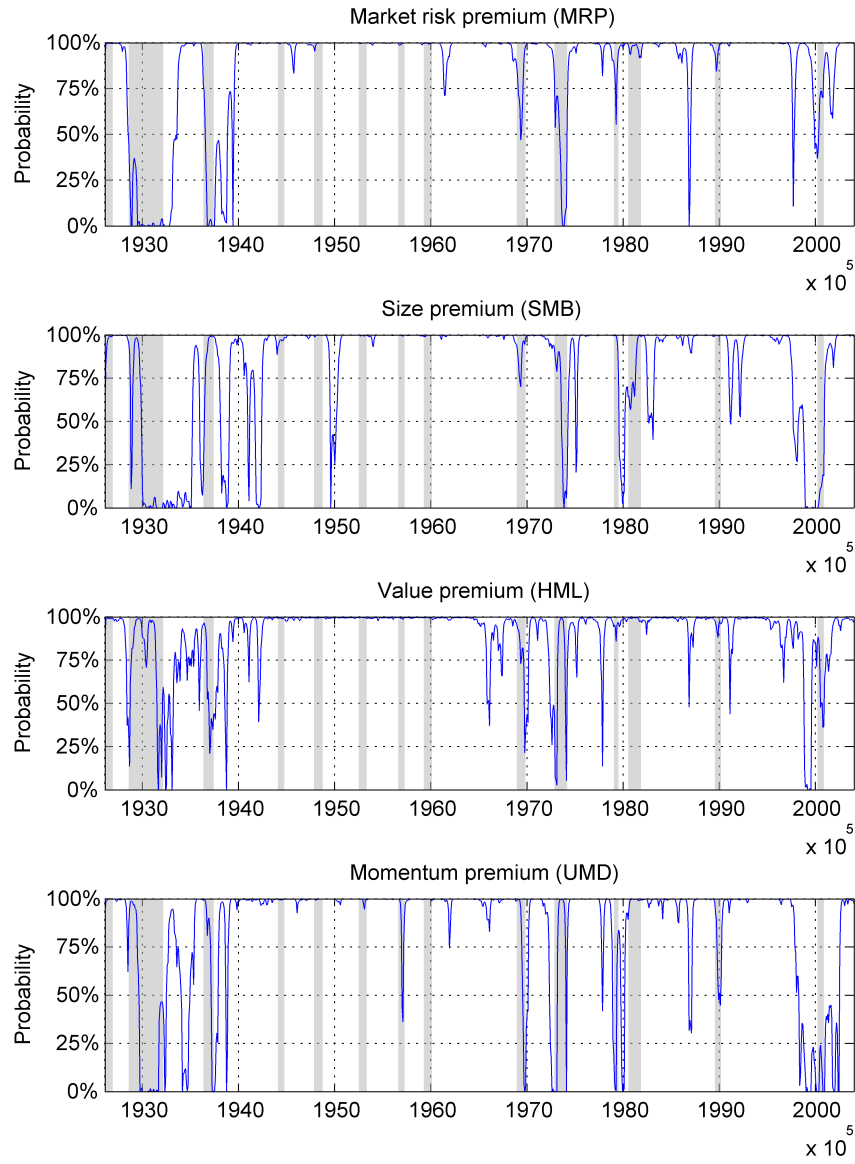 Market risk premium (MRP)
100%
75%
50%
25%
0%
Probability
1930 1940 1950 1960 1970 1980 1990 2000
x 10^5
Size premium (SMB)
100%
75%
50%
25%
0%
Probability
1930 1940 1950 1960 1970 1980 1990 2000
x 10^5
Value premium (HML)
100%
75%
50%
25%
0%
Probability
1930 1940 1950 1960 1970 1980 1990 2000
x 10^5
Momentum premium (UMD)
100%
75%
50%
25%
0%
Probability
1930 1940 1950 1960 1970 1980 1990 2000
x 10^5